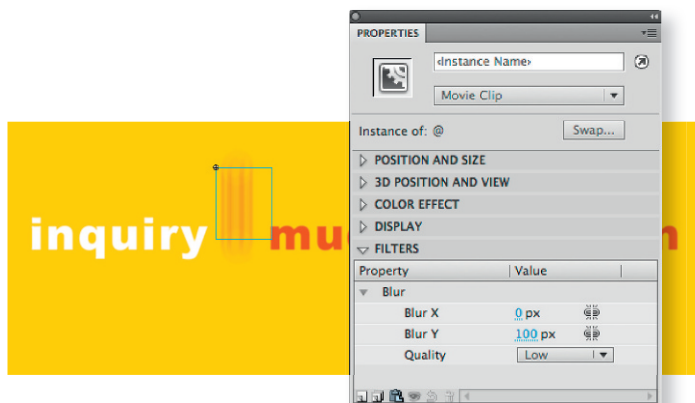 PROPERTIES
‹Instance Name›
Movie Clip
Instance of: @
Swap...
POSITION AND SIZE
3D POSITION AND VIEW
COLOR EFFECT
DISPLAY
FILTERS
Property Value
Blur
Blur X 0 px
Blur Y 100 px
Quality Low
inquiry